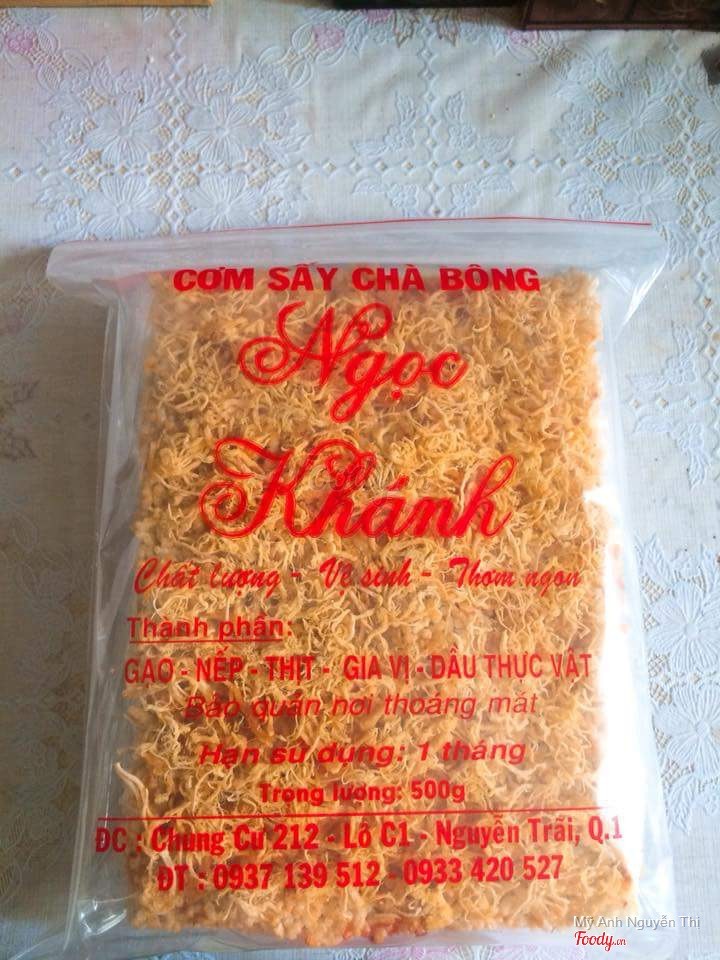 CƠM SẤY CHÀ BÔNG
Ngọc
Khánh
Chất lượng - Vệ sinh - Thơm ngon
Thành phần:
GẠO - NẾP - THỊT - GIA VỊ - DẦU THỰC VẬT
Bảo quản nơi thoáng mát
Hạn sử dụng: 1 tháng
Trọng lượng: 500g
ĐC : Chung Cư 212 - Lô C1 - Nguyễn Trãi, Q.1
ĐT : 0937 139 512 - 0933 420 527
Mỹ Anh Nguyễn Thi
Foody.vn